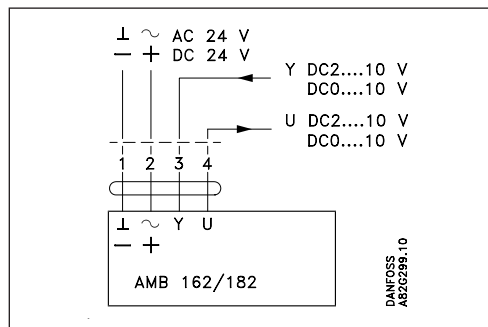 ⊥ ~ AC 24 V
− + DC 24 V
Y DC2....10 V
DC0....10 V
U DC2....10 V
DC0....10 V
1 2 3 4
⊥ ~ Y U
− +
AMB 162/182
DANFOSS
A82G299.10